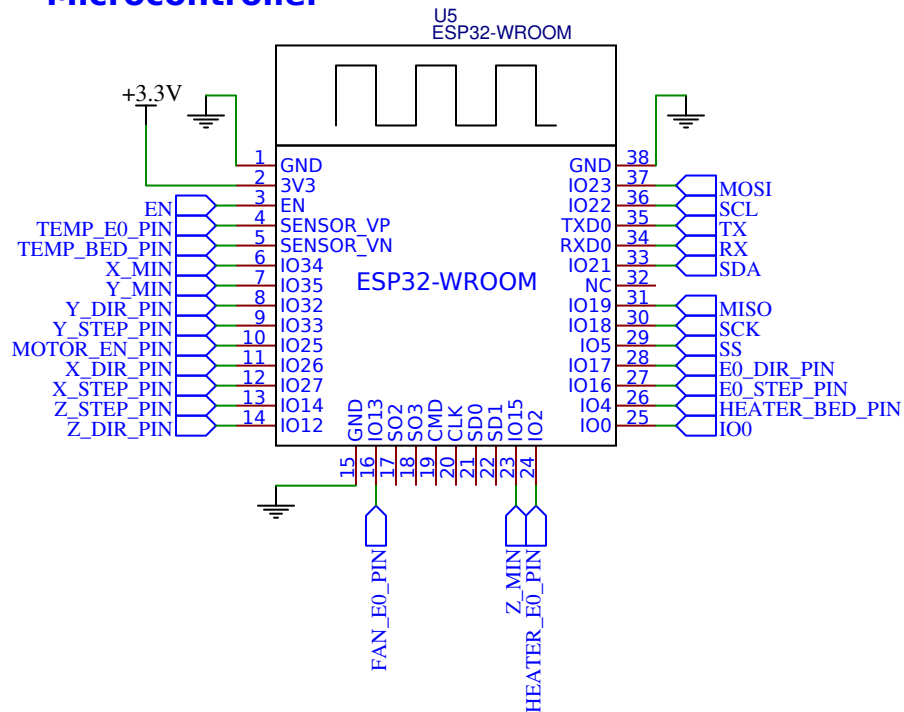 Microcontroller
U5
ESP32-WROOM
+3.3V
1 GND
2 3V3
EN 3 EN
TEMP_E0_PIN 4 SENSOR_VP
TEMP_BED_PIN 5 SENSOR_VN
X_MIN 6 IO34
Y_MIN 7 IO35
Y_DIR_PIN 8 IO32
Y_STEP_PIN 9 IO33
MOTOR_EN_PIN 10 IO25
X_DIR_PIN 11 IO26
X_STEP_PIN 12 IO27
Z_STEP_PIN 13 IO14
Z_DIR_PIN 14 IO12
ESP32-WROOM
GND 38
IO23 37 MOSI
IO22 36 SCL
TXD0 35 TX
RXD0 34 RX
IO21 33 SDA
NC 32
IO19 31 MISO
IO18 30 SCK
IO5 29 SS
IO17 28 E0_DIR_PIN
IO16 27 E0_STEP_PIN
IO4 26 HEATER_BED_PIN
IO0 25 IO0
GND 15
IO13 16 FAN_E0_PIN
SO2 17
SO3 18
CMD 19
CLK 20
SD0 21
SD1 22
IO15 23 Z_MIN
IO2 24 HEATER_E0_PIN